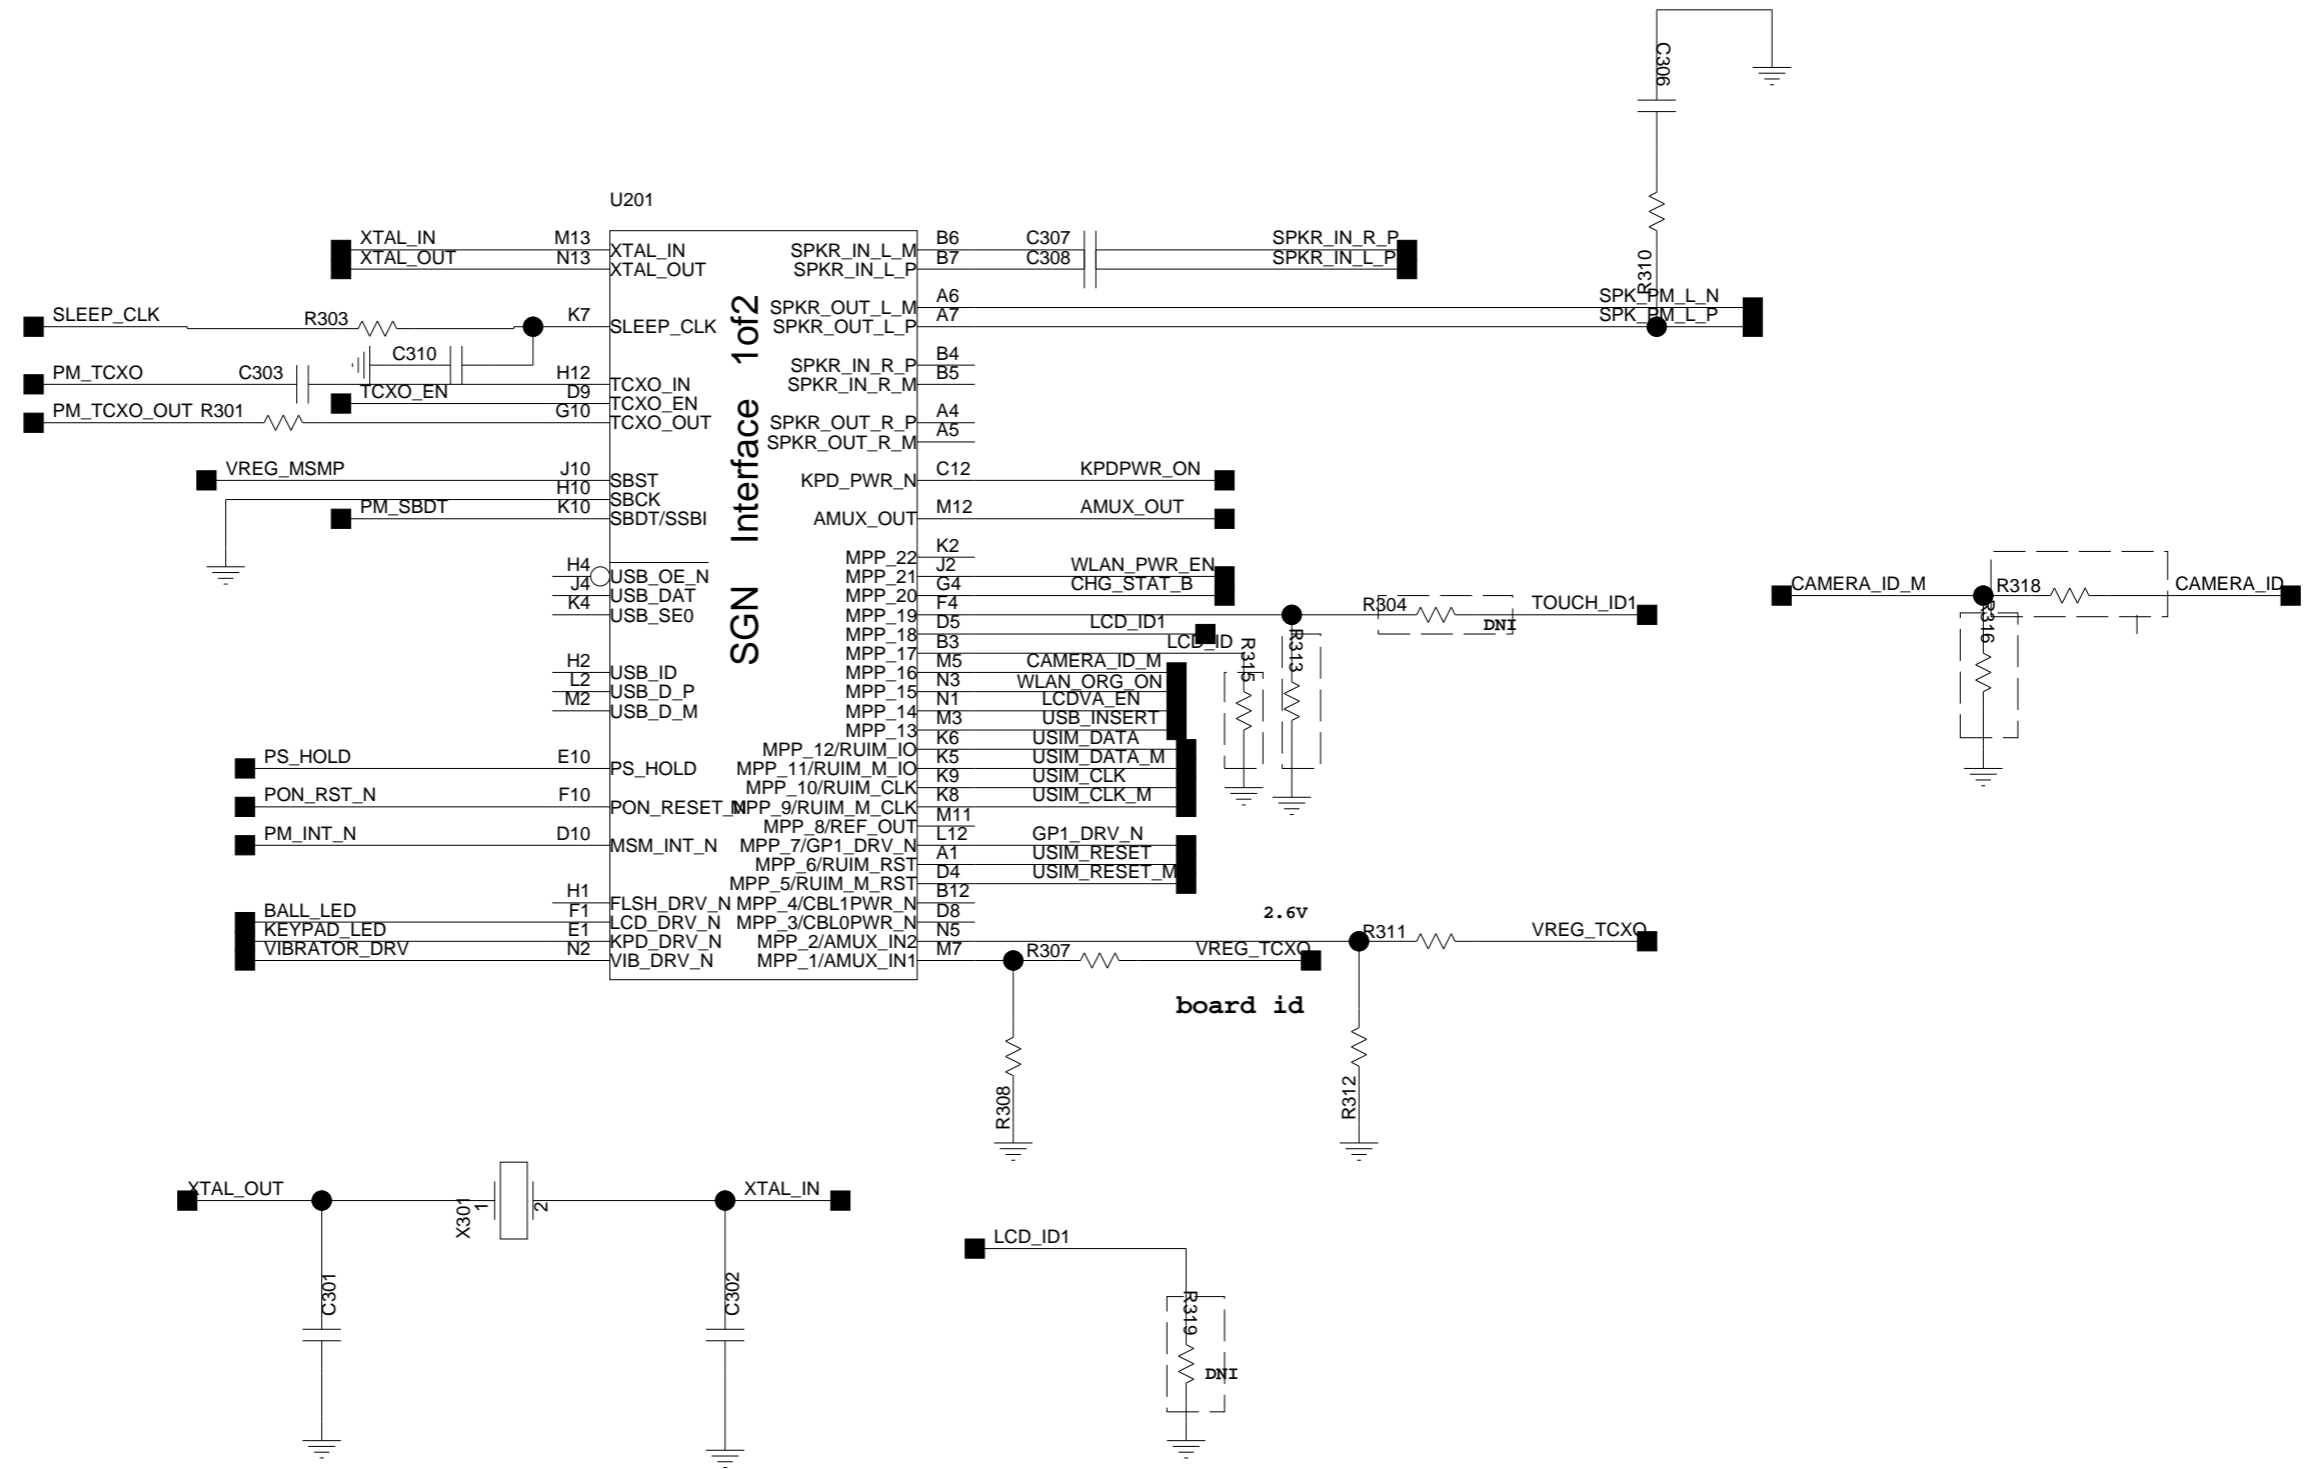 C306
U201
XTAL_IN M13 XTAL_IN SPKR_IN_L_M B6 C307 SPKR_IN_R_P
XTAL_OUT N13 XTAL_OUT SPKR_IN_L_P B7 C308 SPKR_IN_L_P
R310
SPKR_OUT_L_M A6 SPK_PM_L_N
SLEEP_CLK R303 K7 SLEEP_CLK SPKR_OUT_L_P A7 SPK_PM_L_P
C310 SPKR_IN_R_P B4
PM_TCXO C303 H12 TCXO_IN SPKR_IN_R_M B5
TCXO_EN D9 TCXO_EN
PM_TCXO_OUT R301 G10 TCXO_OUT SPKR_OUT_R_P A4
SPKR_OUT_R_M A5
VREG_MSMP J10 SBST KPD_PWR_N C12 KPDPWR_ON
H10 SBCK
PM_SBDT K10 SBDT/SSBI AMUX_OUT M12 AMUX_OUT
SGN Interface 1of2
MPP_22 K2
H4 USB_OE_N MPP_21 J2 WLAN_PWR_EN
J4 USB_DAT MPP_20 G4 CHG_STAT_B
CAMERA_ID_M R318 CAMERA_ID
K4 USB_SE0 MPP_19 F4 R304 DNI TOUCH_ID1
R316
MPP_18 D5 LCD_ID1
MPP_17 B3 LCD_ID R315 R313
H2 USB_ID MPP_16 M5 CAMERA_ID_M
L2 USB_D_P MPP_15 N3 WLAN_ORG_ON
M2 USB_D_M MPP_14 N1 LCDVA_EN
MPP_13 M3 USB_INSERT
MPP_12/RUIM_IO K6 USIM_DATA
PS_HOLD E10 PS_HOLD MPP_11/RUIM_M_IO K5 USIM_DATA_M
MPP_10/RUIM_CLK K9 USIM_CLK
PON_RST_N F10 PON_RESET_N MPP_9/RUIM_M_CLK K8 USIM_CLK_M
MPP_8/REF_OUT M11
PM_INT_N D10 MSM_INT_N MPP_7/GP1_DRV_N L12 GP1_DRV_N
MPP_6/RUIM_RST A1 USIM_RESET
MPP_5/RUIM_M_RST D4 USIM_RESET_M
H1 FLSH_DRV_N MPP_4/CBL1PWR_N B12
BALL_LED F1 LCD_DRV_N MPP_3/CBL0PWR_N D8
2.6V
KEYPAD_LED E1 KPD_DRV_N MPP_2/AMUX_IN2 N5 R311 VREG_TCXO
VIBRATOR_DRV N2 VIB_DRV_N MPP_1/AMUX_IN1 M7 R307 VREG_TCXO
board id
R308 R312
XTAL_OUT X301 1 2 XTAL_IN
LCD_ID1
C301 C302
R319
DNI